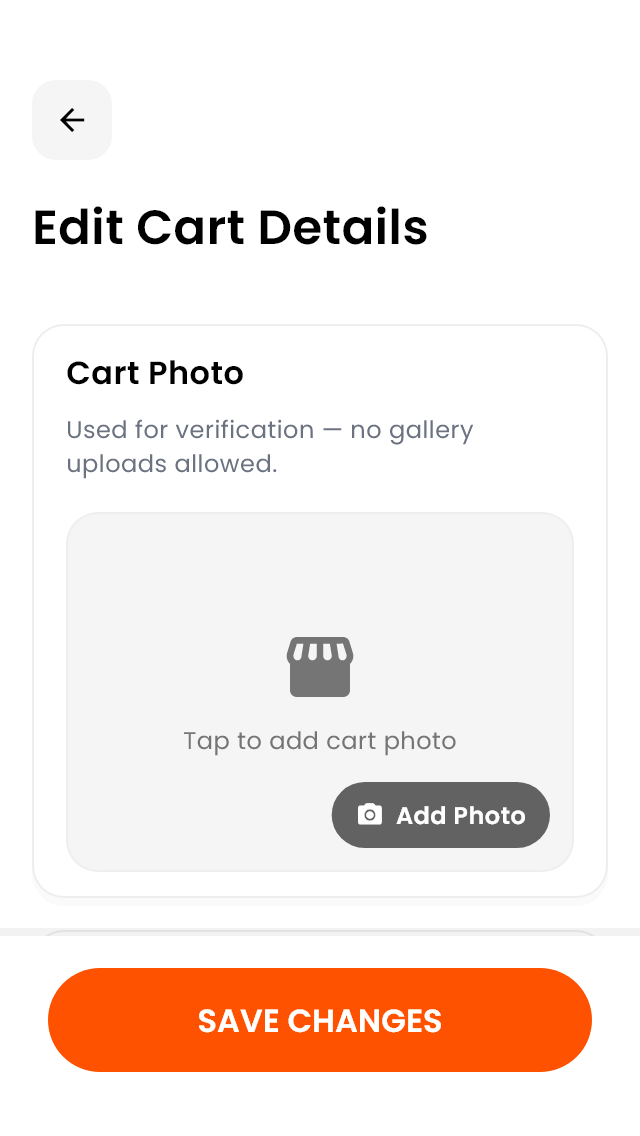 Edit Cart Details
Cart Photo
Used for verification — no gallery
uploads allowed.
Tap to add cart photo
Add Photo
SAVE CHANGES